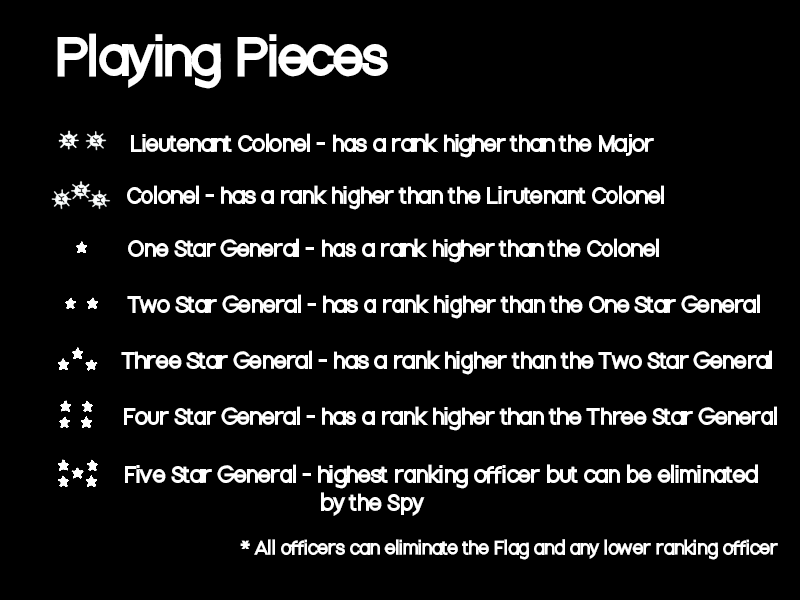 Playing Pieces
Lieutenant Colonel - has a rank higher than the Major
Colonel - has a rank higher than the Lirutenant Colonel
One Star General - has a rank higher than the Colonel
Two Star General - has a rank higher than the One Star General
Three Star General - has a rank higher than the Two Star General
Four Star General - has a rank higher than the Three Star General
Five Star General - highest ranking officer but can be eliminated
by the Spy
* All officers can eliminate the Flag and any lower ranking officer